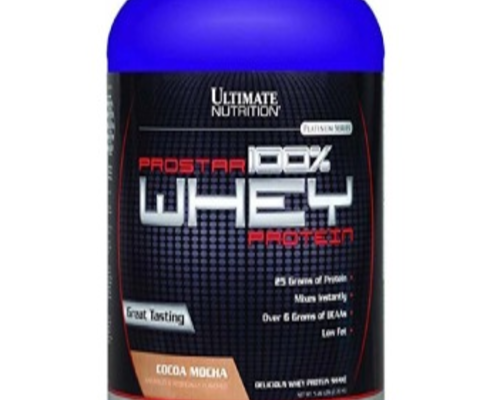 ULTIMATE
NUTRITION®
PLATINUM SERIES
PROSTAR 100%
WHEY
PROTEIN
25 Grams of Protein
Mixes Instantly
Over 6 Grams of BCAAs
Low Fat
Great Tasting
COCOA MOCHA
DELICIOUS WHEY PROTEIN SHAKE